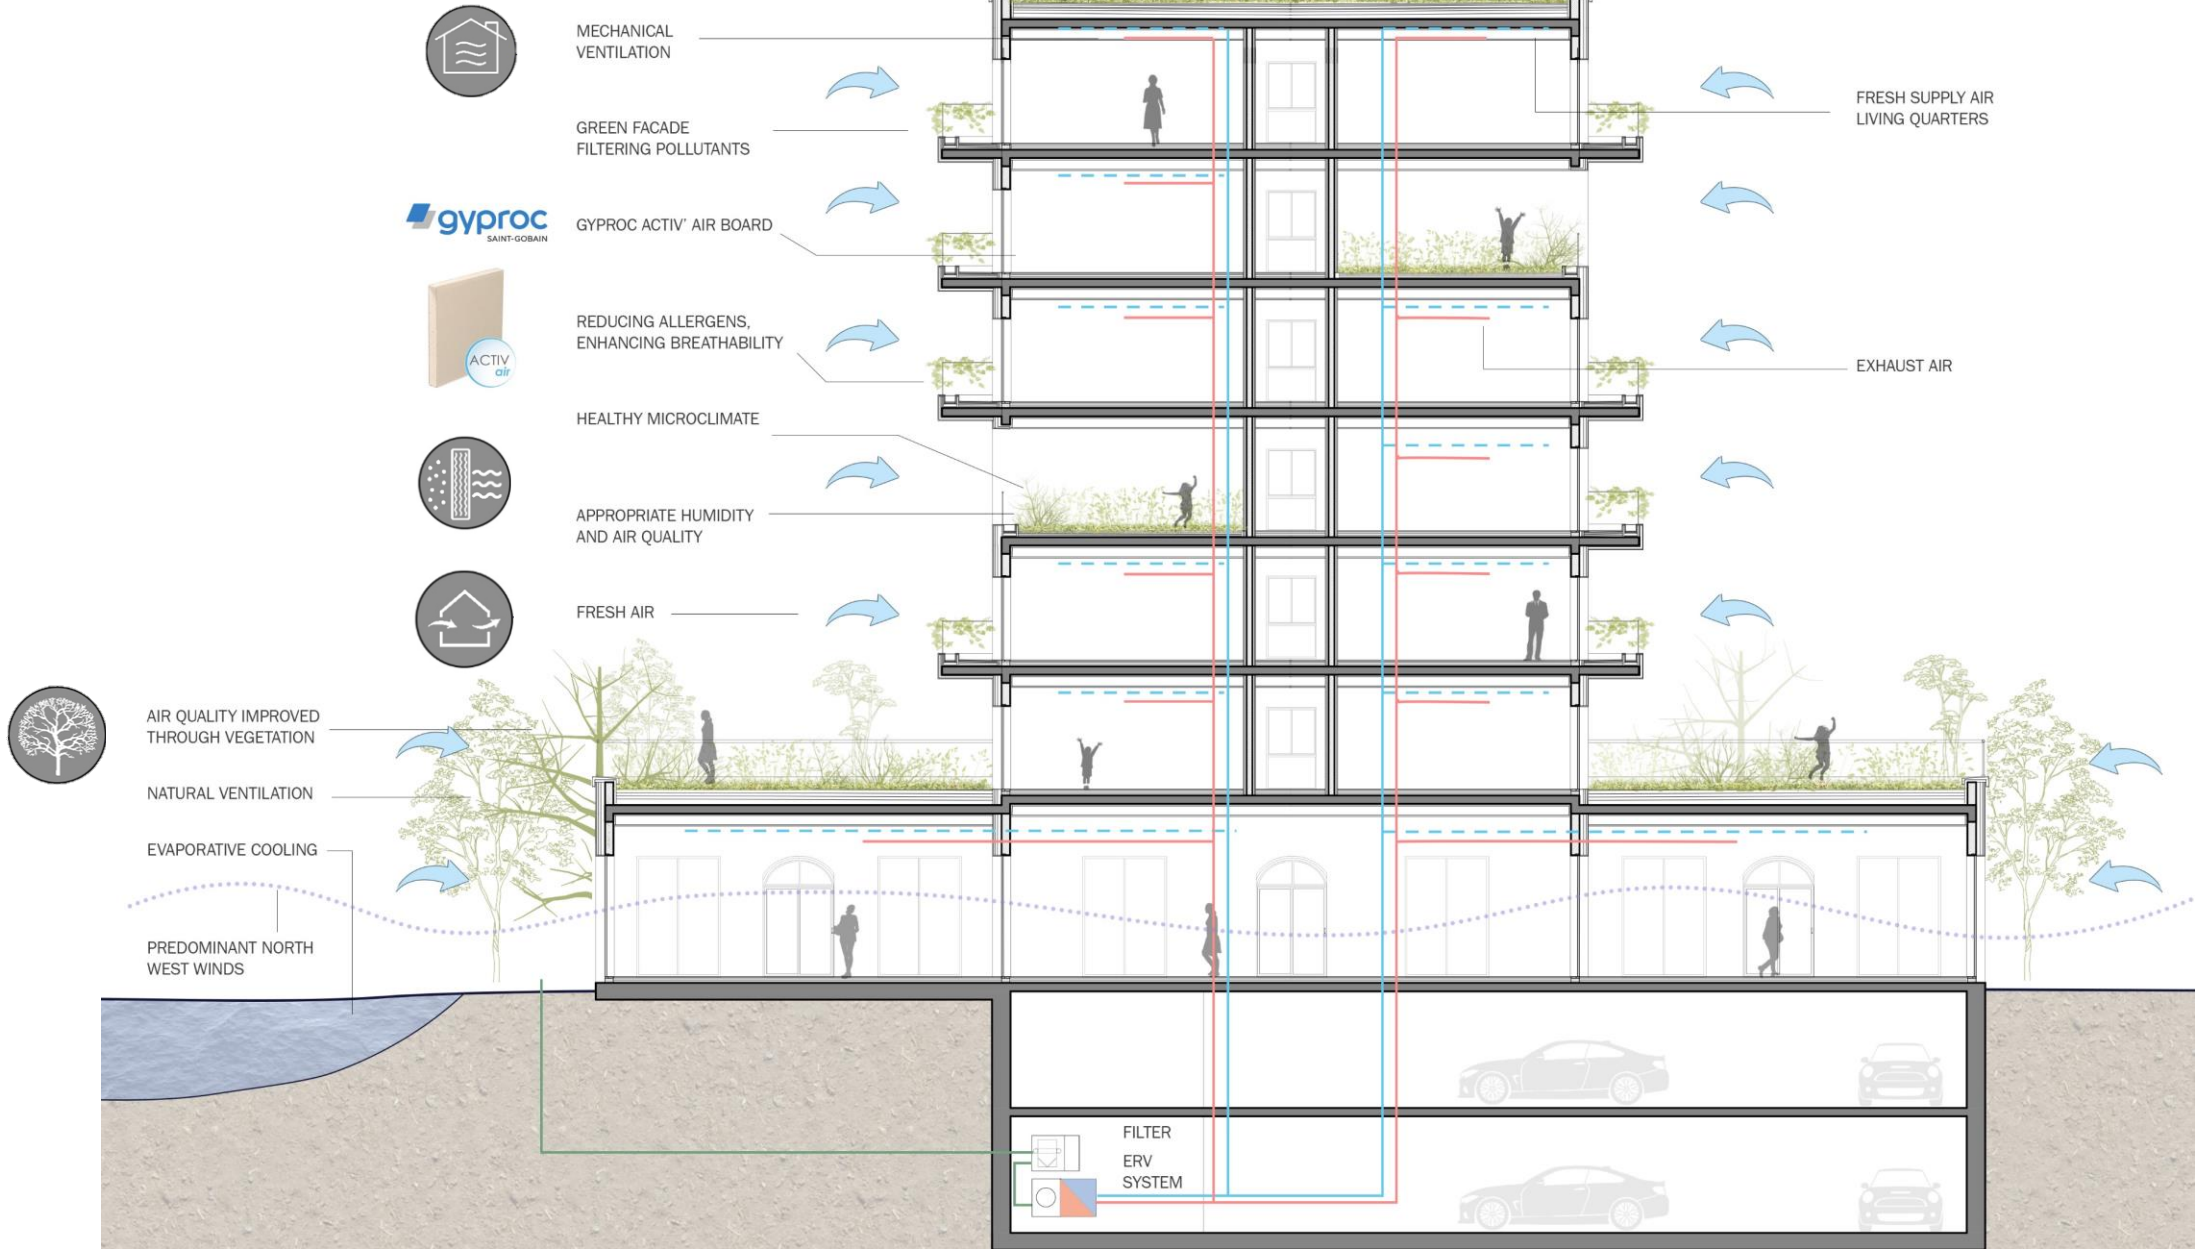 MECHANICAL
VENTILATION
GREEN FACADE
FILTERING POLLUTANTS
gyproc
SAINT-GOBAIN
GYPROC ACTIV' AIR BOARD
ACTIV
air
REDUCING ALLERGENS,
ENHANCING BREATHABILITY
HEALTHY MICROCLIMATE
APPROPRIATE HUMIDITY
AND AIR QUALITY
FRESH AIR
AIR QUALITY IMPROVED
THROUGH VEGETATION
NATURAL VENTILATION
EVAPORATIVE COOLING
PREDOMINANT NORTH
WEST WINDS
FRESH SUPPLY AIR
LIVING QUARTERS
EXHAUST AIR
FILTER
ERV
SYSTEM